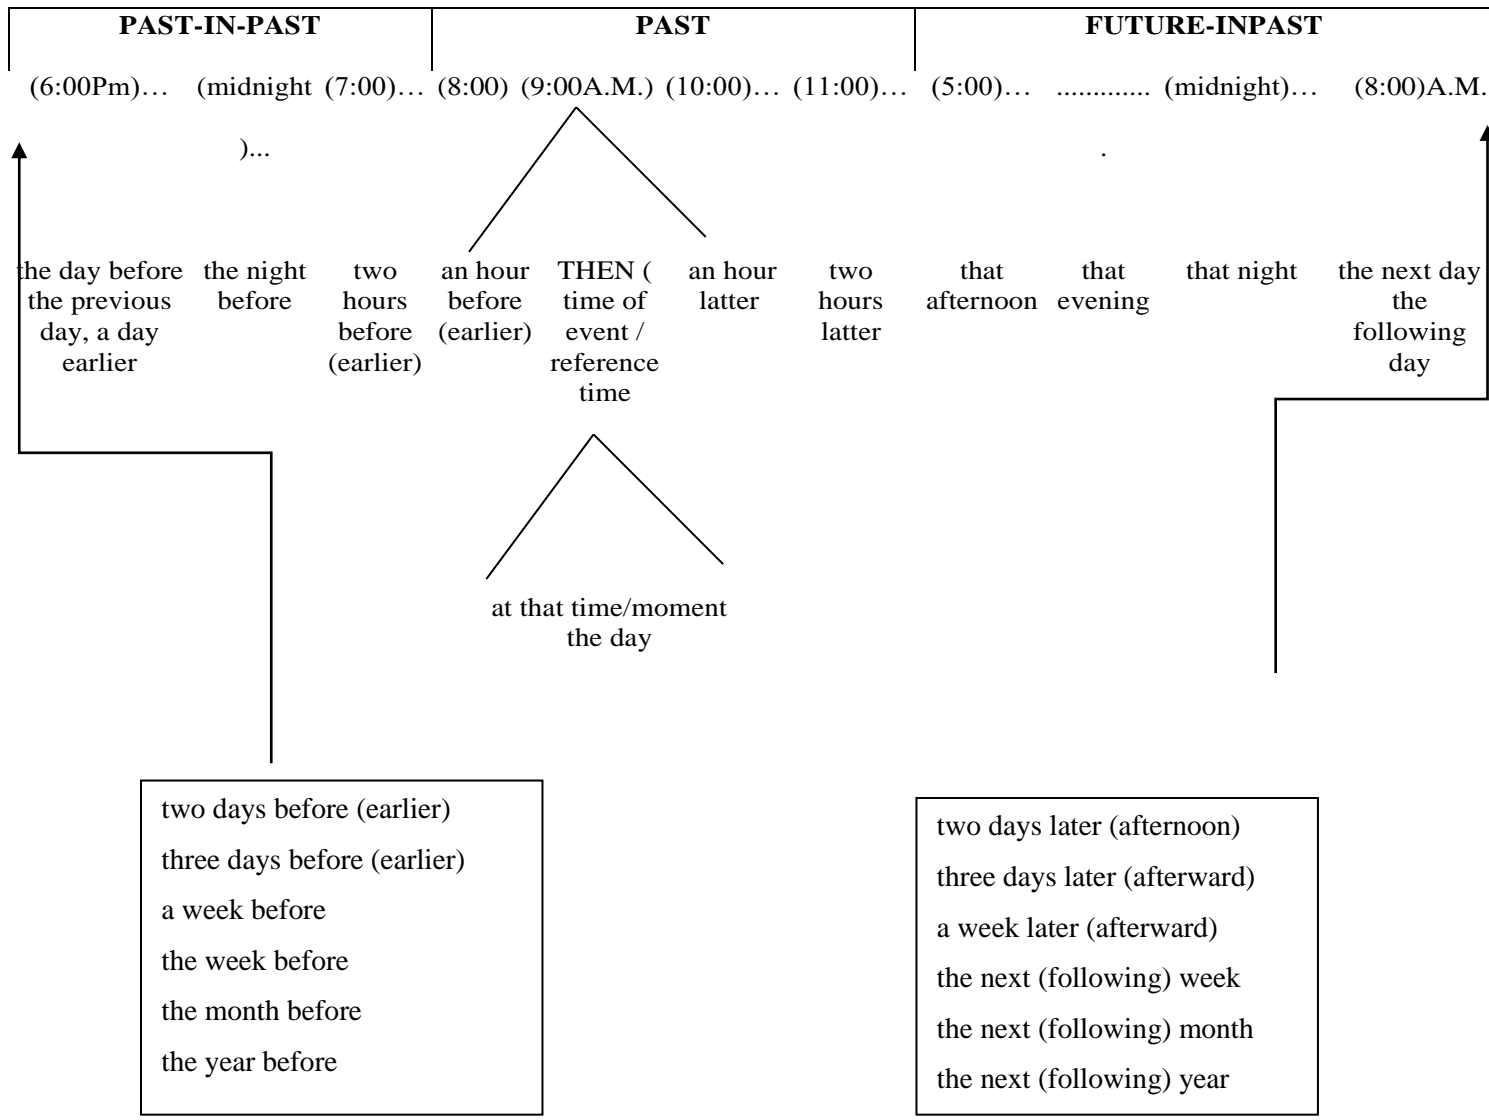 PAST-IN-PAST PAST FUTURE-INPAST
(6:00Pm)… (midnight (7:00)… (8:00) (9:00A.M.) (10:00)… (11:00)… (5:00)… ............. (midnight)… (8:00)A.M.
)... .
the day before the night two an hour THEN ( an hour two that that that night the next day
the previous before hours before time of latter hours afternoon evening the
day, a day before (earlier) event / latter following
earlier (earlier) reference day
time
at that time/moment
the day
two days before (earlier)
three days before (earlier)
a week before
the week before
the month before
the year before
two days later (afternoon)
three days later (afterward)
a week later (afterward)
the next (following) week
the next (following) month
the next (following) year